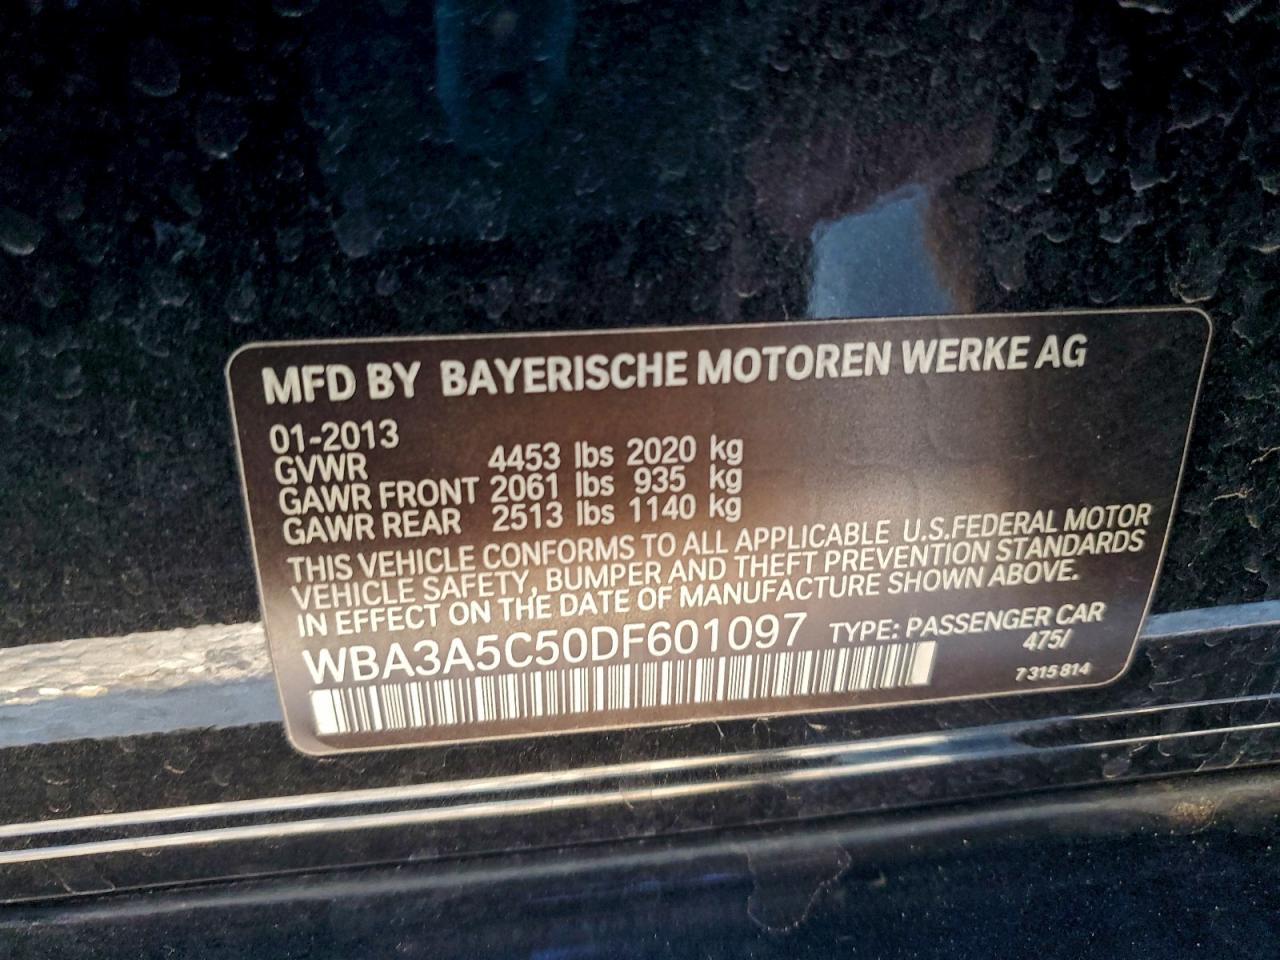 MFD BY BAYERISCHE MOTOREN WERKE AG
01-2013
GVWR 4453 lbs 2020 kg
GAWR FRONT 2061 lbs 935 kg
GAWR REAR 2513 lbs 1140 kg
THIS VEHICLE CONFORMS TO ALL APPLICABLE U.S.FEDERAL MOTOR
VEHICLE SAFETY, BUMPER AND THEFT PREVENTION STANDARDS
IN EFFECT ON THE DATE OF MANUFACTURE SHOWN ABOVE.
WBA3A5C50DF601097 TYPE: PASSENGER CAR
475/
7 315 814